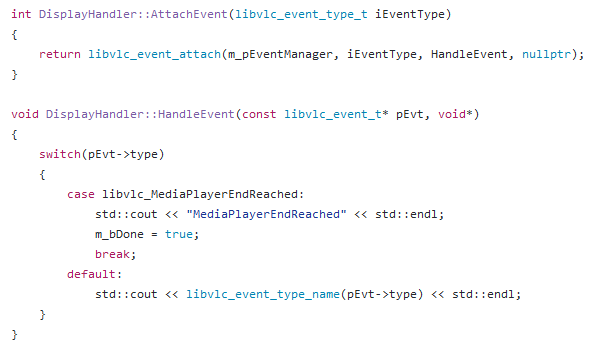 int DisplayHandler::AttachEvent(libvlc_event_type_t iEventType)
{
    return libvlc_event_attach(m_pEventManager, iEventType, HandleEvent, nullptr);
}

void DisplayHandler::HandleEvent(const libvlc_event_t* pEvt, void*)
{
    switch(pEvt->type)
    {
        case libvlc_MediaPlayerEndReached:
            std::cout << "MediaPlayerEndReached" << std::endl;
            m_bDone = true;
            break;
        default:
            std::cout << libvlc_event_type_name(pEvt->type) << std::endl;
    }
}